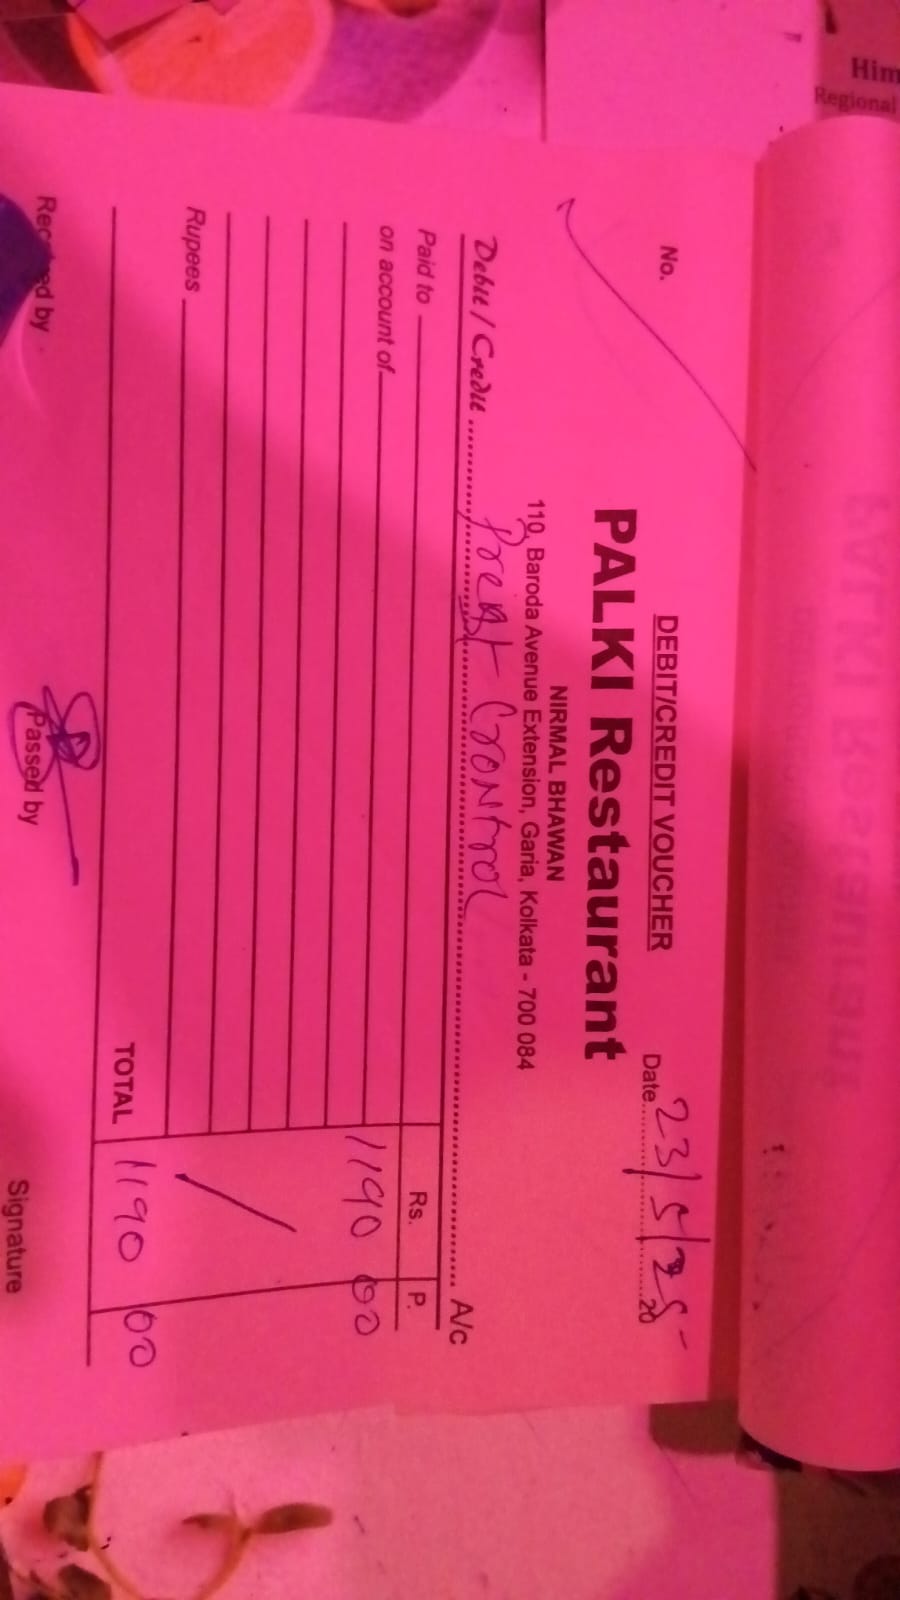 Him
Regional
DEBIT/CREDIT VOUCHER
No.
Date 23/5/25
20
PALKI Restaurant
NIRMAL BHAWAN
110, Baroda Avenue Extension, Garia, Kolkata - 700 084
Debit / Credit Prest Control A/c
Paid to
Rs. P.
on account of
1190 00
Rupees
TOTAL 1190 00
Received by
Passed by
Signature